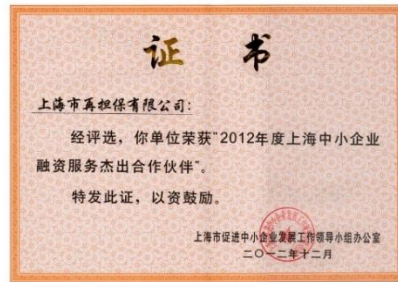 证 书
上海市再担保有限公司:
经评选，你单位荣获"2012年度上海中小企业
融资服务杰出合作伙伴"。
特发此证，以资鼓励。
上海市促进中小企业发展工作领导小组办公室
二〇一二年十二月